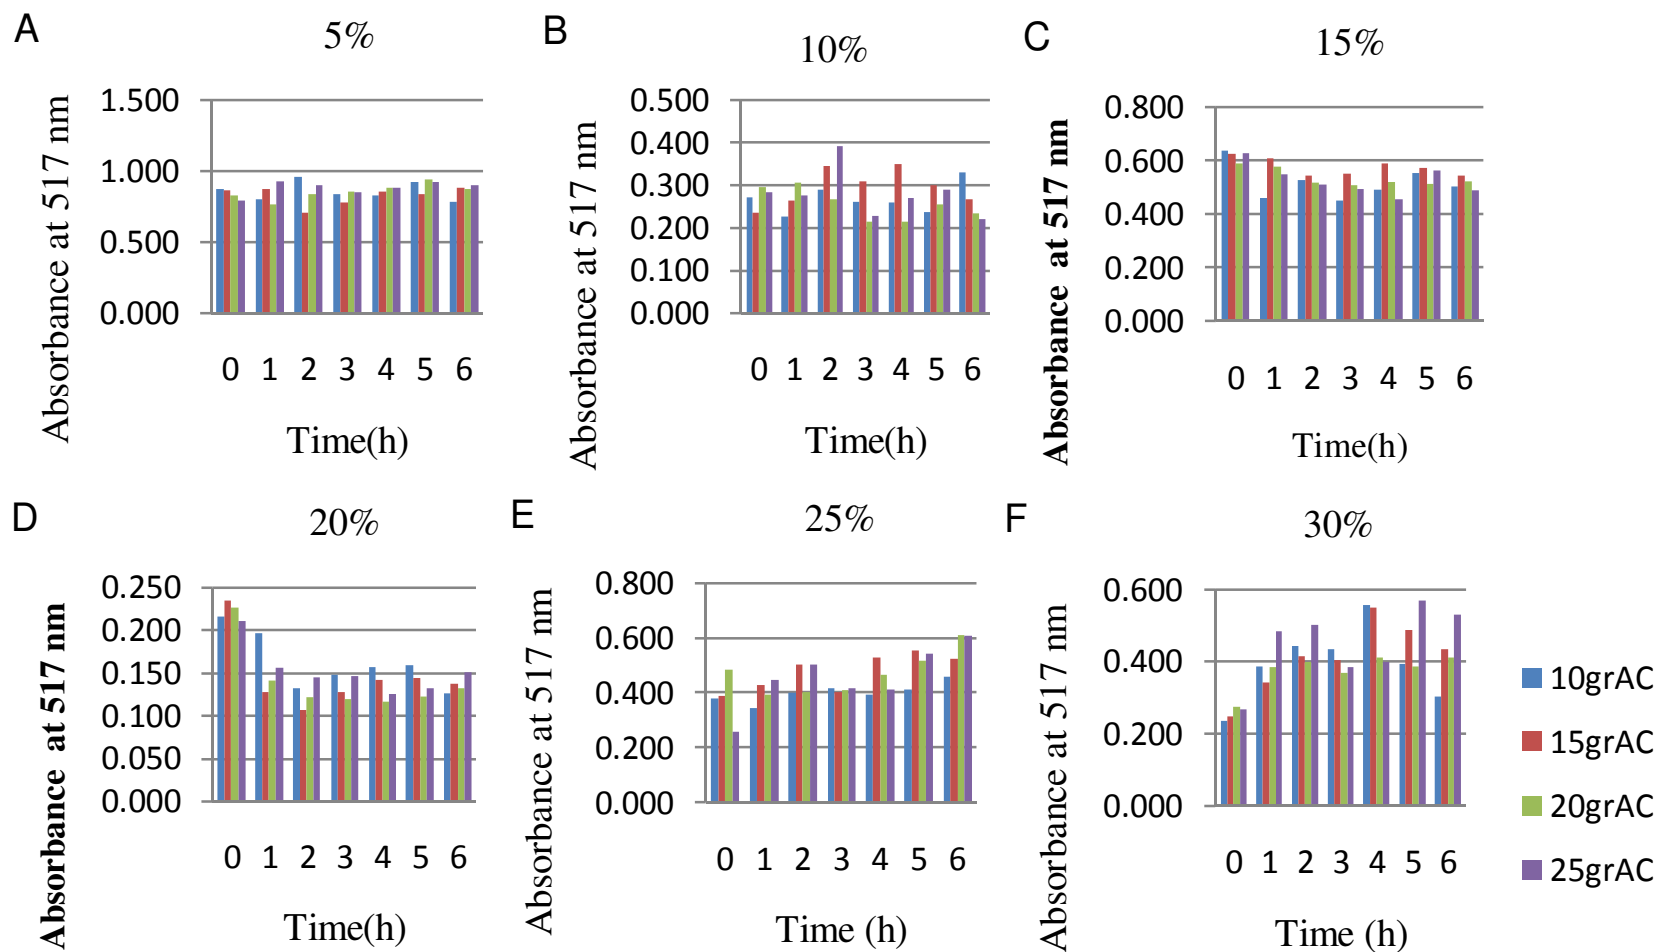 A
5%
Absorbance at 517 nm
1.500
1.000
0.500
0.000
0 1 2 3 4 5 6
Time(h)
B
10%
Absorbance at 517 nm
0.500
0.400
0.300
0.200
0.100
0.000
0 1 2 3 4 5 6
Time(h)
C
15%
Absorbance at 517 nm
0.800
0.600
0.400
0.200
0.000
0 1 2 3 4 5 6
Time(h)
D
20%
Absorbance at 517 nm
0.250
0.200
0.150
0.100
0.050
0.000
0 1 2 3 4 5 6
Time(h)
E
25%
Absorbance at 517 nm
0.800
0.600
0.400
0.200
0.000
0 1 2 3 4 5 6
Time (h)
F
30%
Absorbance at 517 nm
0.600
0.400
0.200
0.000
0 1 2 3 4 5 6
Time (h)
10grAC
15grAC
20grAC
25grAC